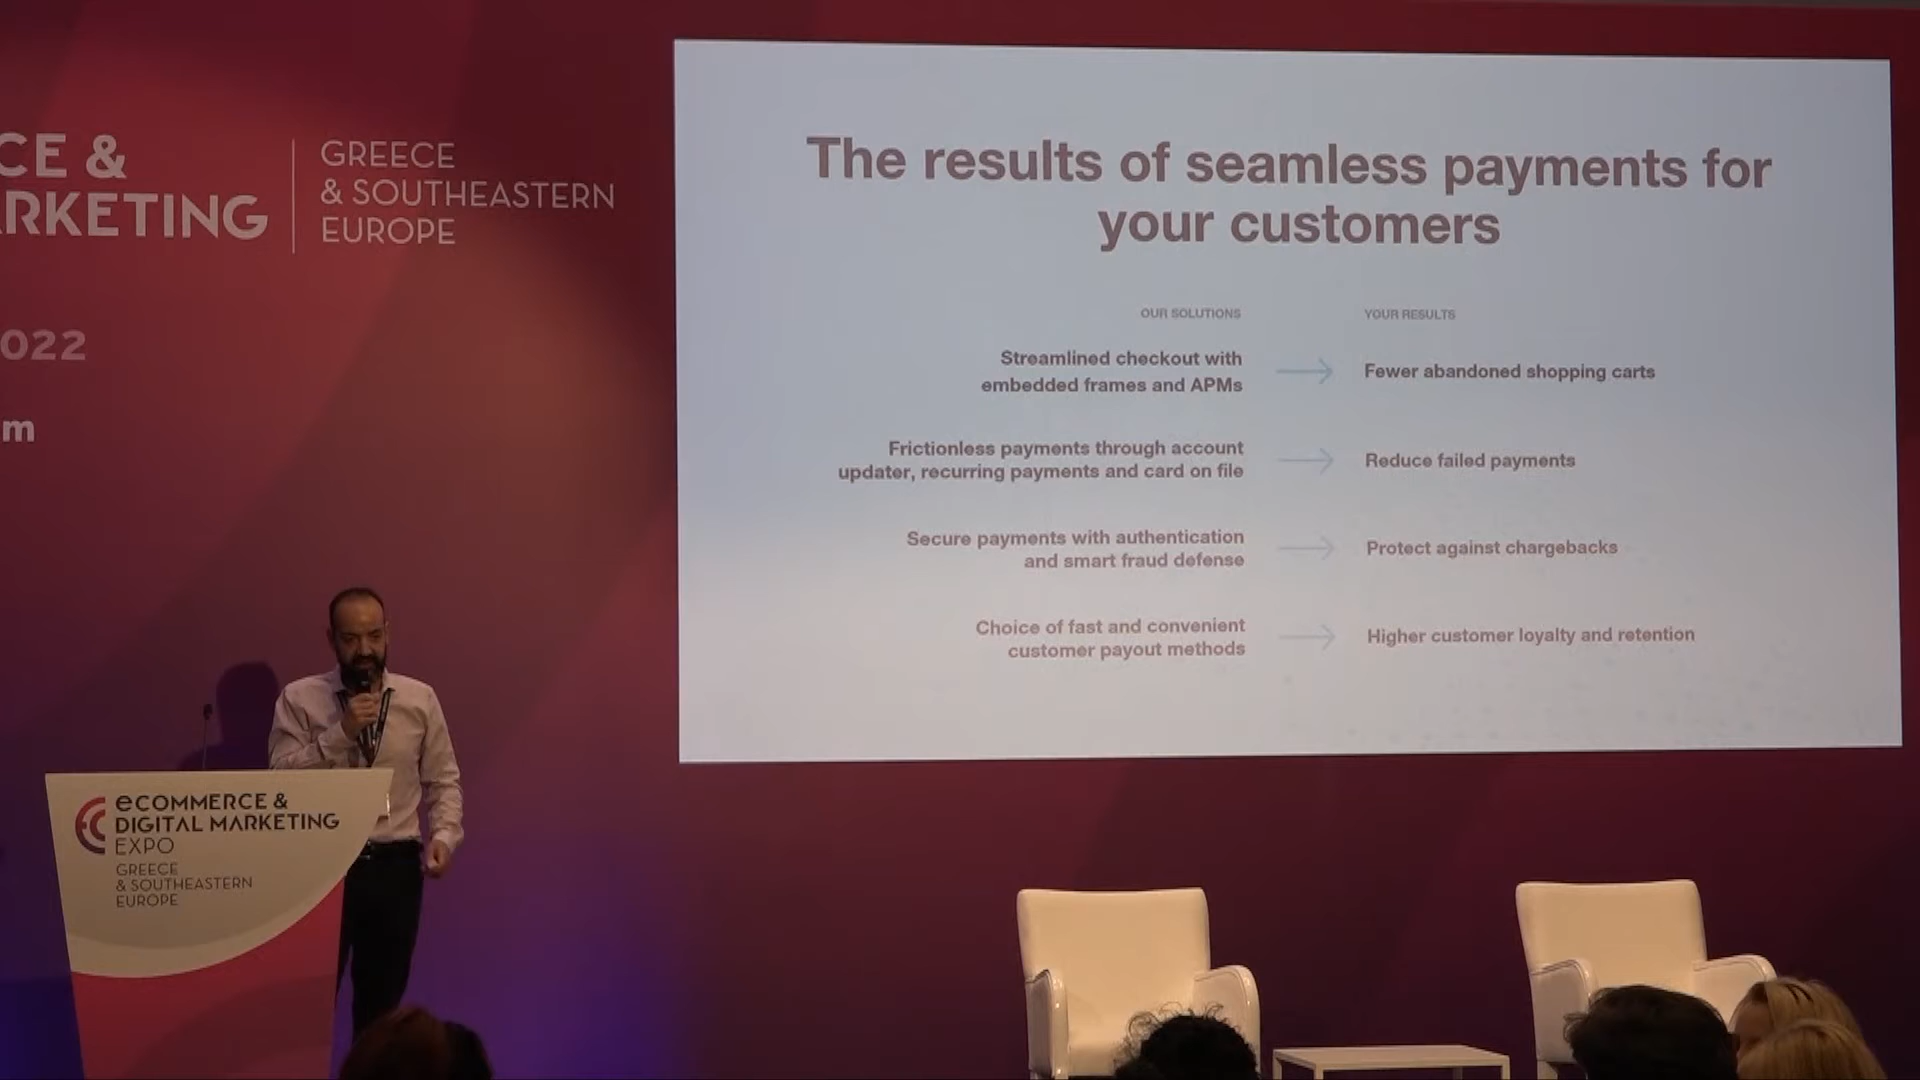 CE &
RKETING
GREECE
& SOUTHEASTERN
EUROPE
022
m
The results of seamless payments for
your customers
OUR SOLUTIONS
YOUR RESULTS
Streamlined checkout with
embedded frames and APMs
Fewer abandoned shopping carts
Frictionless payments through account
updater, recurring payments and card on file
Reduce failed payments
Secure payments with authentication
and smart fraud defense
Protect against chargebacks
Choice of fast and convenient
customer payout methods
Higher customer loyalty and retention
eCOMMERCE &
DIGITAL MARKETING
EXPO
GREECE
& SOUTHEASTERN
EUROPE